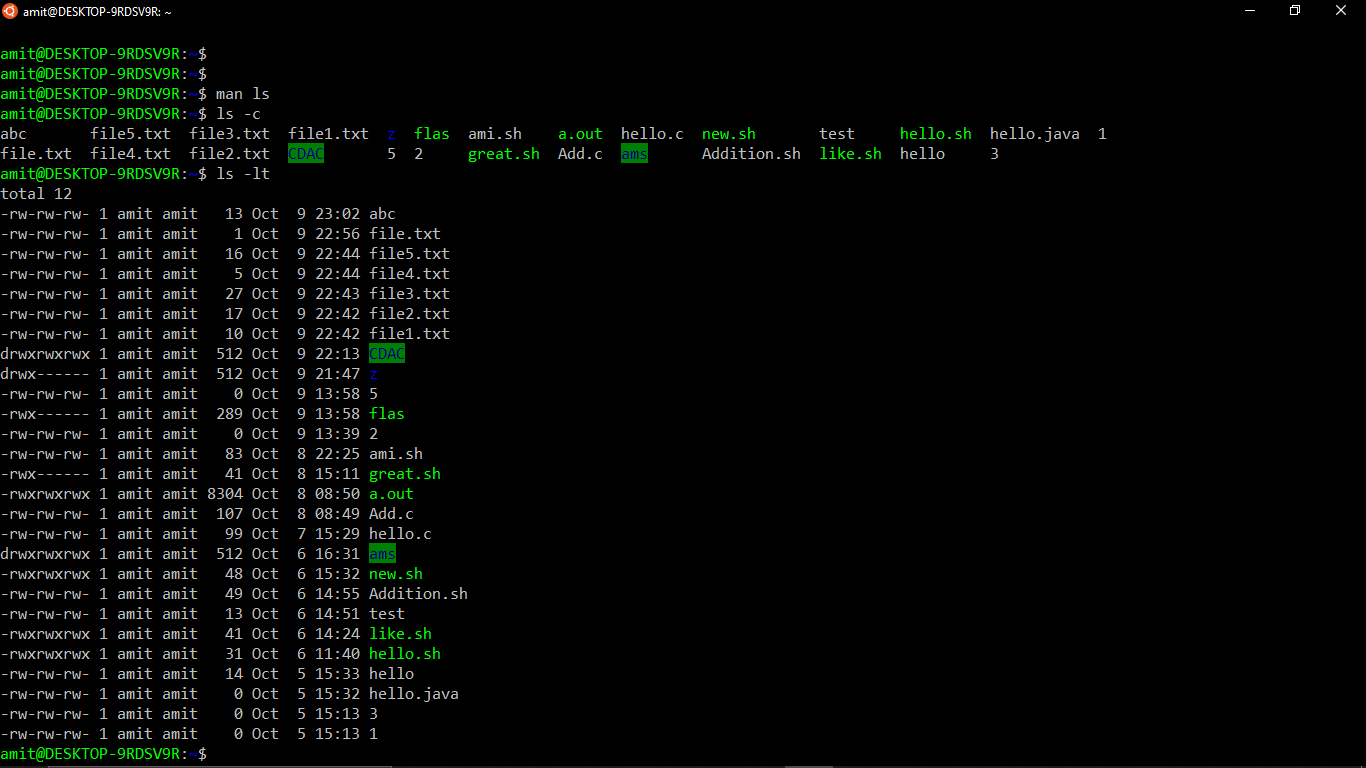 amit@DESKTOP-9RDSV9R: ~
amit@DESKTOP-9RDSV9R:~$
amit@DESKTOP-9RDSV9R:~$
amit@DESKTOP-9RDSV9R:~$ man ls
amit@DESKTOP-9RDSV9R:~$ ls -c
abc       file5.txt  file3.txt  file1.txt  z  flas   ami.sh    a.out  hello.c  new.sh       test     hello.sh  hello.java  1
file.txt  file4.txt  file2.txt  CDAC       5  2     great.sh  Add.c  ams      Addition.sh  like.sh  hello     3
amit@DESKTOP-9RDSV9R:~$ ls -lt
total 12
-rw-rw-rw- 1 amit amit   13 Oct  9 23:02 abc
-rw-rw-rw- 1 amit amit    1 Oct  9 22:56 file.txt
-rw-rw-rw- 1 amit amit   16 Oct  9 22:44 file5.txt
-rw-rw-rw- 1 amit amit    5 Oct  9 22:44 file4.txt
-rw-rw-rw- 1 amit amit   27 Oct  9 22:43 file3.txt
-rw-rw-rw- 1 amit amit   17 Oct  9 22:42 file2.txt
-rw-rw-rw- 1 amit amit   10 Oct  9 22:42 file1.txt
drwxrwxrwx 1 amit amit  512 Oct  9 22:13 CDAC
drwx------ 1 amit amit  512 Oct  9 21:47 z
-rw-rw-rw- 1 amit amit    0 Oct  9 13:58 5
-rwx------ 1 amit amit  289 Oct  9 13:58 flas
-rw-rw-rw- 1 amit amit    0 Oct  9 13:39 2
-rw-rw-rw- 1 amit amit   83 Oct  8 22:25 ami.sh
-rwx------ 1 amit amit   41 Oct  8 15:11 great.sh
-rwxrwxrwx 1 amit amit 8304 Oct  8 08:50 a.out
-rw-rw-rw- 1 amit amit  107 Oct  8 08:49 Add.c
-rw-rw-rw- 1 amit amit   99 Oct  7 15:29 hello.c
drwxrwxrwx 1 amit amit  512 Oct  6 16:31 ams
-rwxrwxrwx 1 amit amit   48 Oct  6 15:32 new.sh
-rw-rw-rw- 1 amit amit   49 Oct  6 14:55 Addition.sh
-rw-rw-rw- 1 amit amit   13 Oct  6 14:51 test
-rwxrwxrwx 1 amit amit   41 Oct  6 14:24 like.sh
-rwxrwxrwx 1 amit amit   31 Oct  6 11:40 hello.sh
-rw-rw-rw- 1 amit amit   14 Oct  5 15:33 hello
-rw-rw-rw- 1 amit amit    0 Oct  5 15:32 hello.java
-rw-rw-rw- 1 amit amit    0 Oct  5 15:13 3
-rw-rw-rw- 1 amit amit    0 Oct  5 15:13 1
amit@DESKTOP-9RDSV9R:~$